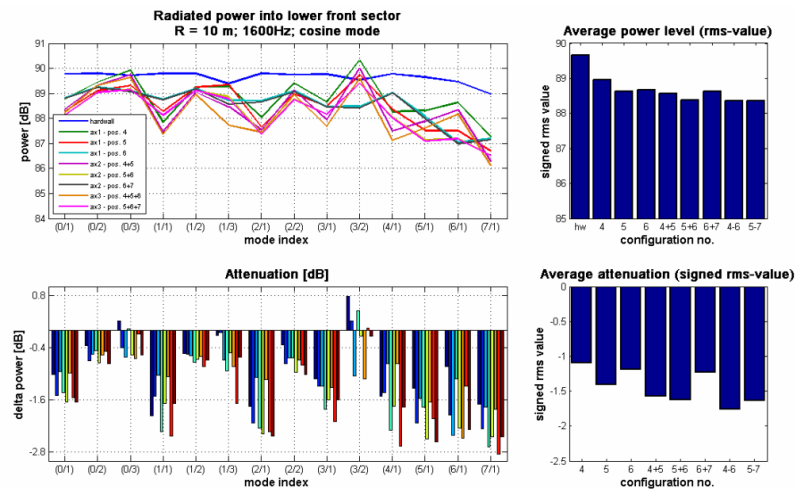 Radiated power into lower front sector
R = 10 m; 1600Hz; cosine mode
91
90
89
88
87
86
85
84
power [dB]
hardwall
ax1 - pos. 4
ax1 - pos. 5
ax1 - pos. 6
ax2 - pos. 4+5
ax2 - pos. 5+6
ax2 - pos. 6+7
ax3 - pos. 4+5+6
ax3 - pos. 5+6+7
(0/1) (0/2) (0/3) (1/1) (1/2) (1/3) (2/1) (2/2) (3/1) (3/2) (4/1) (5/1) (6/1) (7/1)
mode index
Average power level (rms-value)
90
89
88
87
86
85
signed rms value
hw 4 5 6 4+5 5+6 6+7 4-6 5-7
configuration no.
Attenuation [dB]
0.8
-0.4
-1.6
-2.8
delta power [dB]
(0/1) (0/2) (0/3) (1/1) (1/2) (1/3) (2/1) (2/2) (3/1) (3/2) (4/1) (5/1) (6/1) (7/1)
mode index
Average attenuation (signed rms-value)
0
-0.5
-1
-1.5
-2
-2.5
signed rms value
4 5 6 4+5 5+6 6+7 4-6 5-7
configuration no.